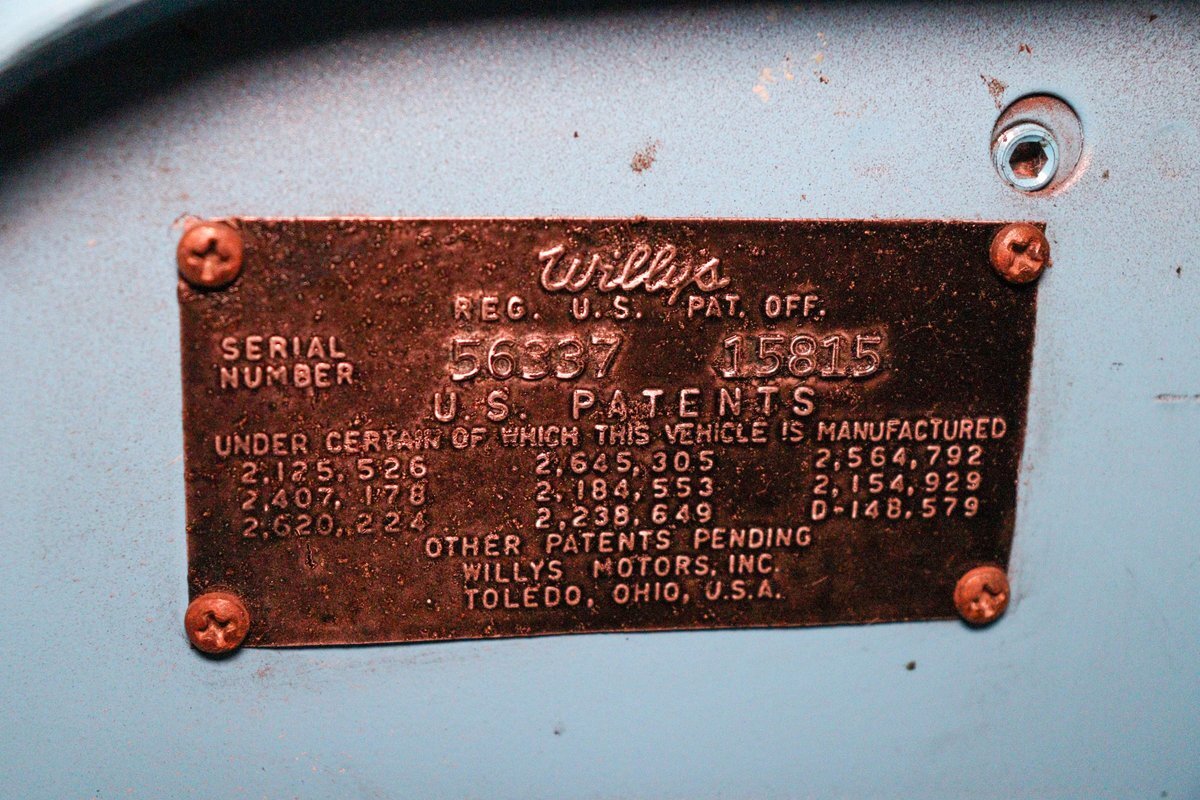 Willys
REG. U.S. PAT. OFF.
SERIAL NUMBER 56337 15815
U.S. PATENTS
UNDER CERTAIN OF WHICH THIS VEHICLE IS MANUFACTURED
2,125,526 2,645,305 2,564,792
2,407,178 2,184,553 2,154,929
2,620,224 2,238,649 D-148,579
OTHER PATENTS PENDING
WILLYS MOTORS, INC.
TOLEDO, OHIO, U.S.A.